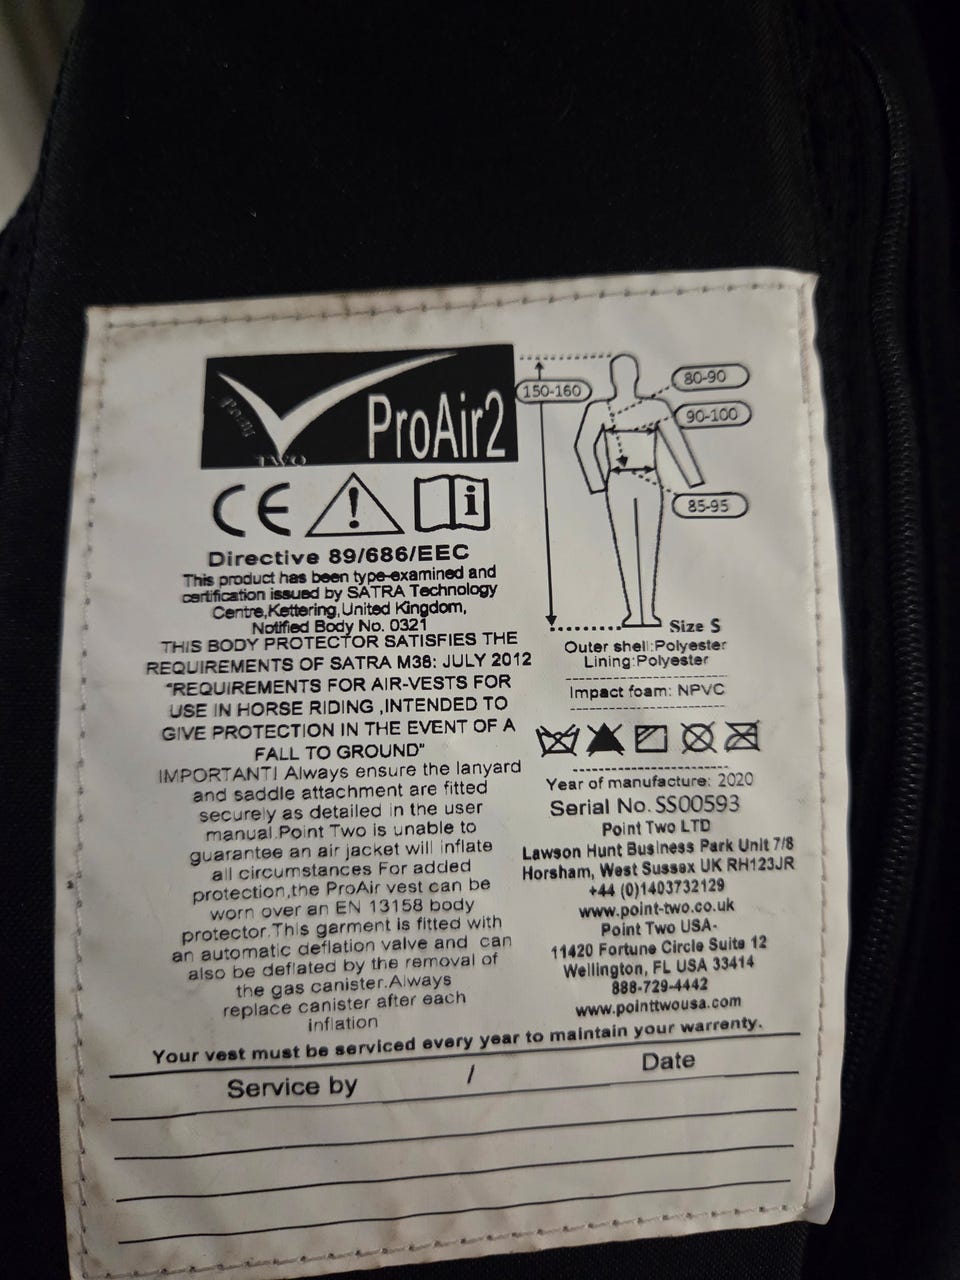 POINT
TWO
ProAir2
CE
Directive 89/686/EEC
This product has been type-examined and
certification issued by SATRA Technology
Centre,Kettering,United Kingdom,
Notified Body No. 0321
THIS BODY PROTECTOR SATISFIES THE
REQUIREMENTS OF SATRA M38: JULY 2012
"REQUIREMENTS FOR AIR-VESTS FOR
USE IN HORSE RIDING ,INTENDED TO
GIVE PROTECTION IN THE EVENT OF A
FALL TO GROUND"
IMPORTANT! Always ensure the lanyard
and saddle attachment are fitted
securely as detailed in the user
manual.Point Two is unable to
guarantee an air jacket will inflate
all circumstances For added
protection,the ProAir vest can be
worn over an EN 13158 body
protector.This garment is fitted with
an automatic deflation valve and can
also be deflated by the removal of
the gas canister.Always
replace canister after each
inflation
150-160
80-90
90-100
85-95
Size S
Outer shell:Polyester
Lining:Polyester
Impact foam: NPVC
Year of manufacture: 2020
Serial No. SS00593
Point Two LTD
Lawson Hunt Business Park Unit 7/8
Horsham, West Sussex UK RH123JR
+44 (0)1403732129
www.point-two.co.uk
Point Two USA-
11420 Fortune Circle Suite 12
Wellington, FL USA 33414
888-729-4442
www.pointtwousa.com
Your vest must be serviced every year to maintain your warrenty.
Service by / Date